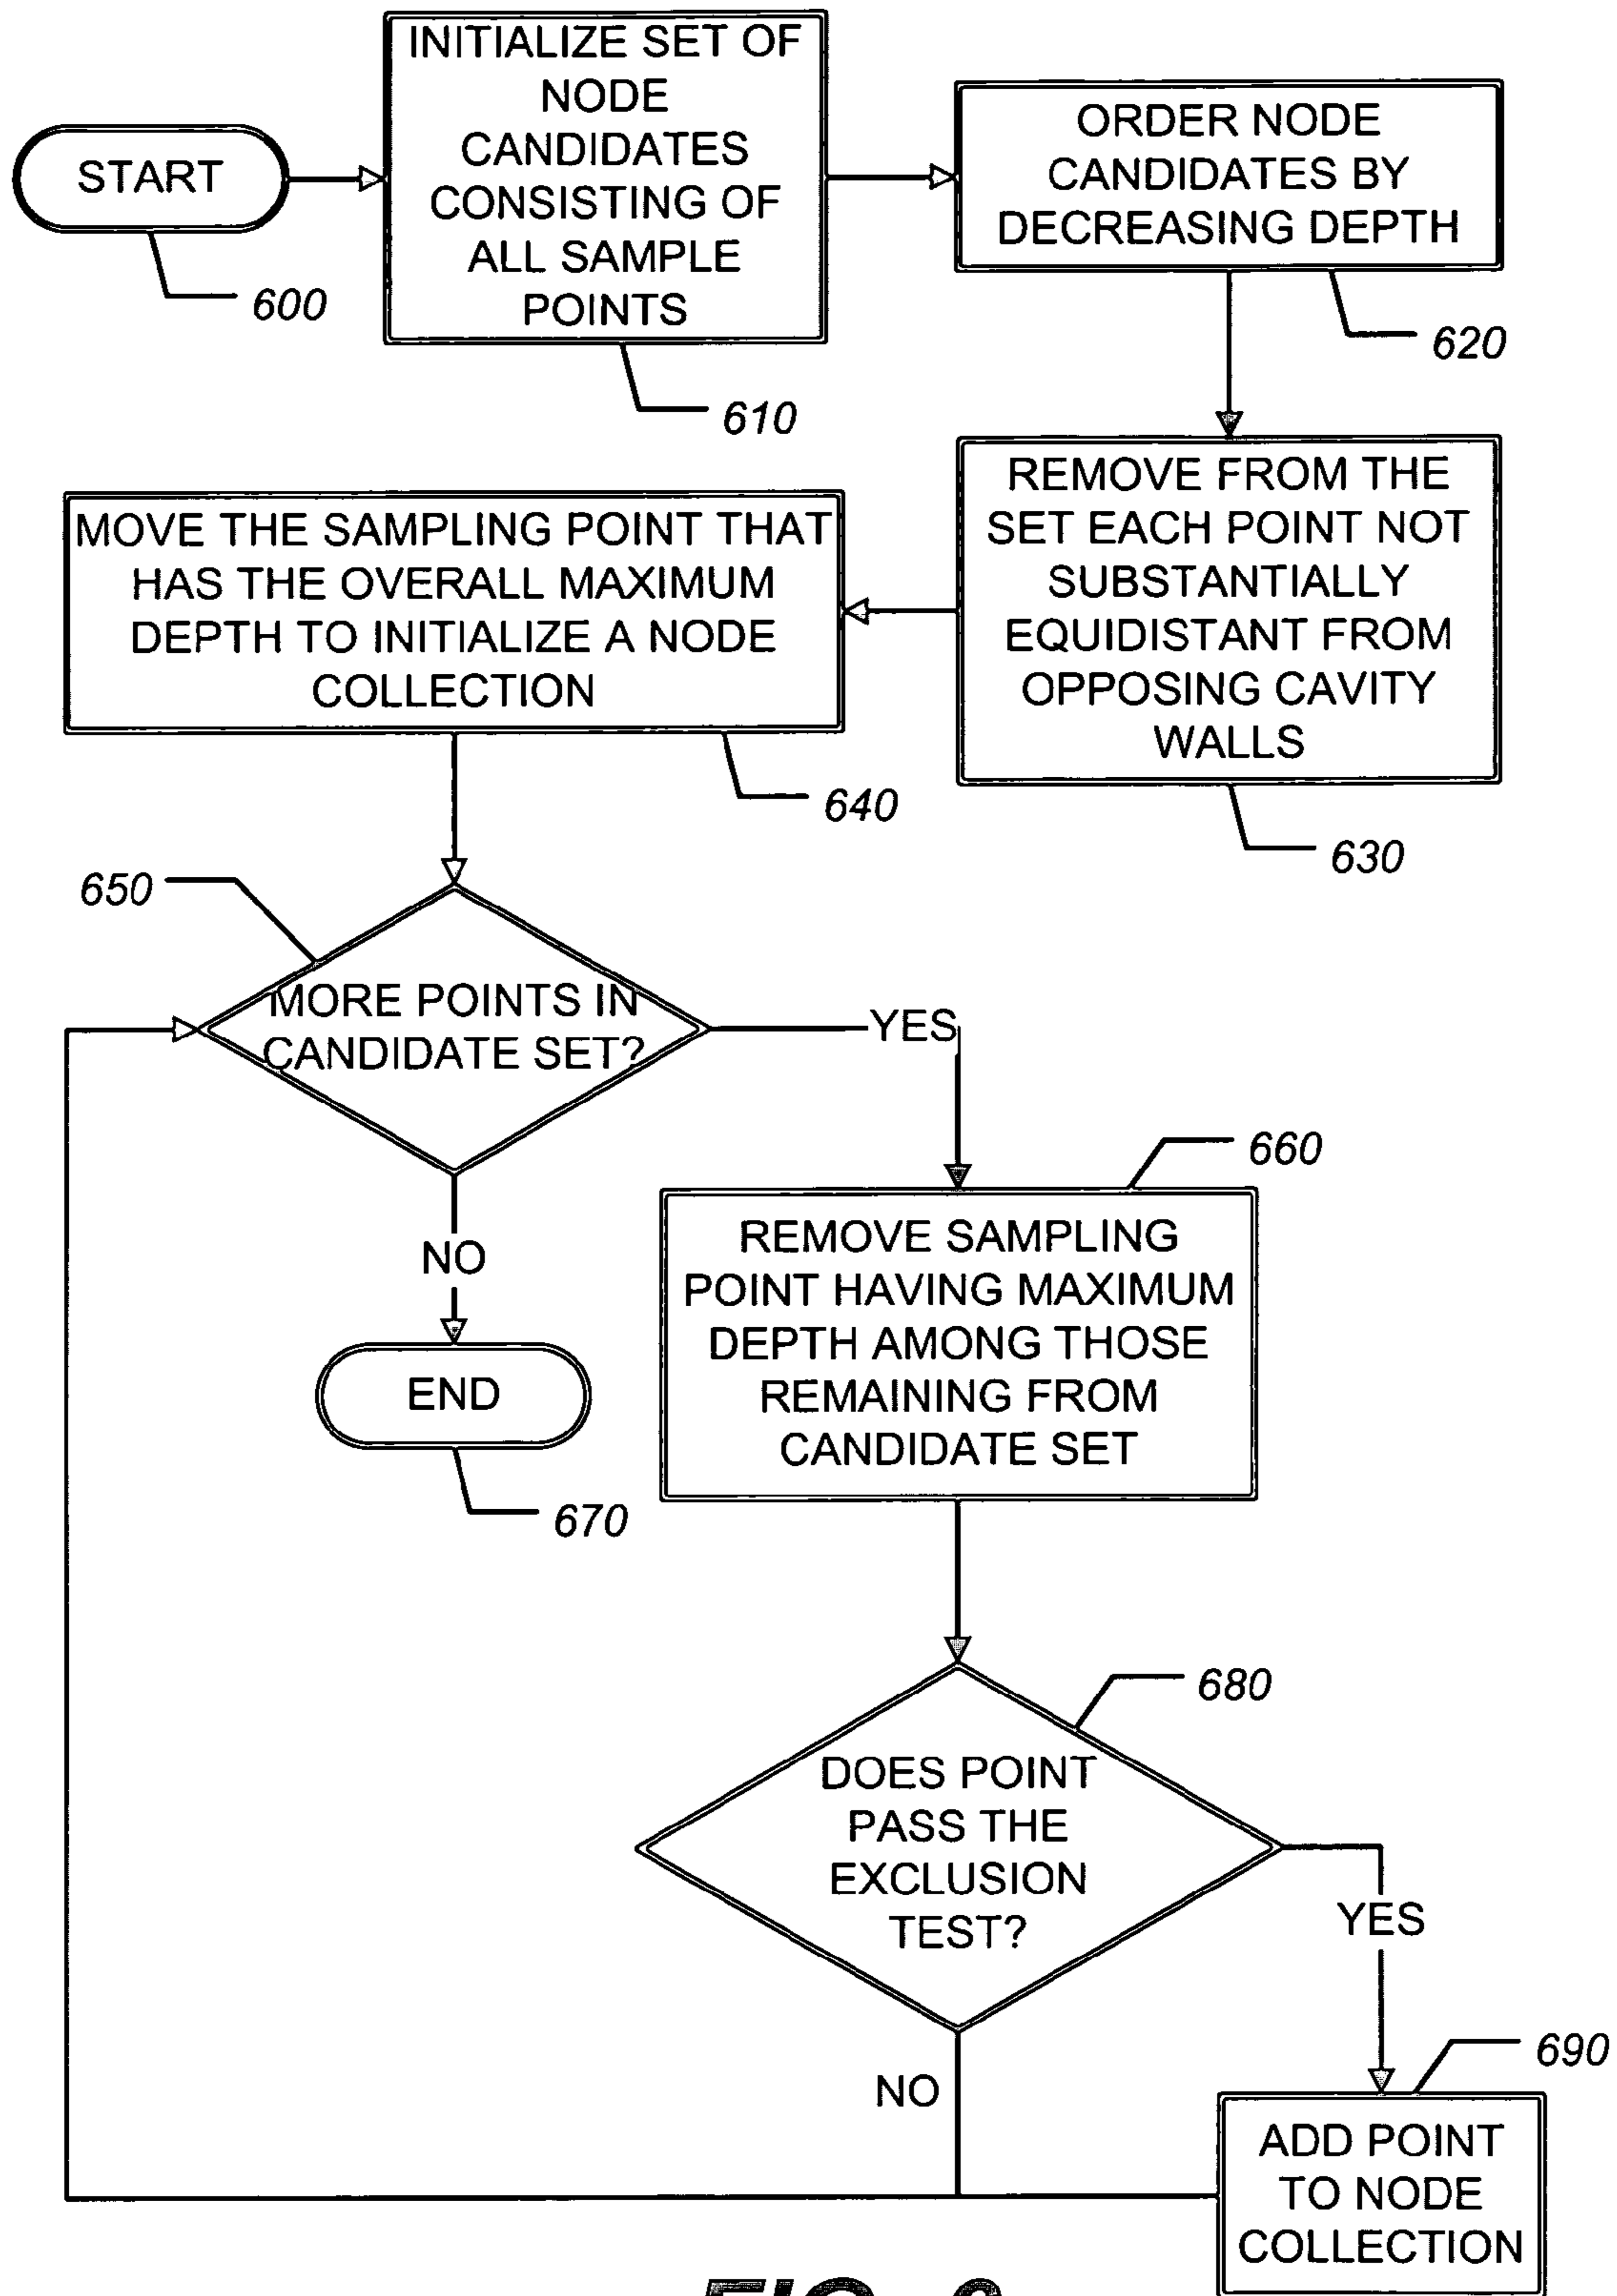 START
600
INITIALIZE SET OF
NODE
CANDIDATES
CONSISTING OF
ALL SAMPLE
POINTS
610
ORDER NODE
CANDIDATES BY
DECREASING DEPTH
620
REMOVE FROM THE
SET EACH POINT NOT
SUBSTANTIALLY
EQUIDISTANT FROM
OPPOSING CAVITY
WALLS
630
MOVE THE SAMPLING POINT THAT
HAS THE OVERALL MAXIMUM
DEPTH TO INITIALIZE A NODE
COLLECTION
640
650
MORE POINTS IN
CANDIDATE SET?
YES
NO
END
670
660
REMOVE SAMPLING
POINT HAVING MAXIMUM
DEPTH AMONG THOSE
REMAINING FROM
CANDIDATE SET
680
DOES POINT
PASS THE
EXCLUSION
TEST?
YES
NO
690
ADD POINT
TO NODE
COLLECTION
FIG.